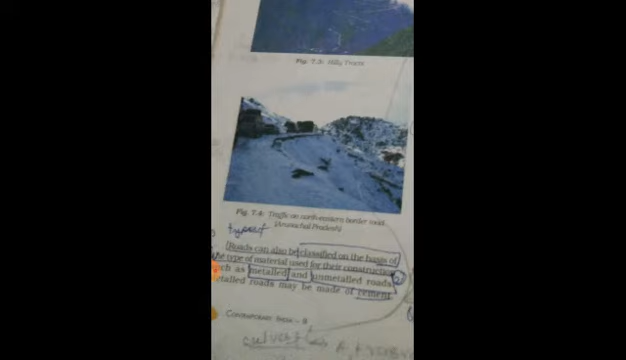 Fig. 7.3: Hilly Tracts
Fig. 7.4: Traffic on north-eastern border road
(Arunachal Pradesh)
Roads can also be classified on the basis of
the type of material used for their construction
such as metalled and unmetalled roads.
Metalled roads may be made of cement,
Contemporary India – II